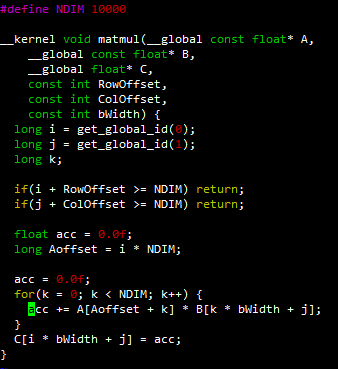 #define NDIM 10000

__kernel void matmul(__global const float* A,
    __global const float* B,
    __global float* C,
    const int RowOffset,
    const int ColOffset,
    const int bWidth) {
  long i = get_global_id(0);
  long j = get_global_id(1);
  long k;

  if(i + RowOffset >= NDIM) return;
  if(j + ColOffset >= NDIM) return;

  float acc = 0.0f;
  long Aoffset = i * NDIM;

  acc = 0.0f;
  for(k = 0; k < NDIM; k++) {
    acc += A[Aoffset + k] * B[k * bWidth + j];
  }
  C[i * bWidth + j] = acc;
}